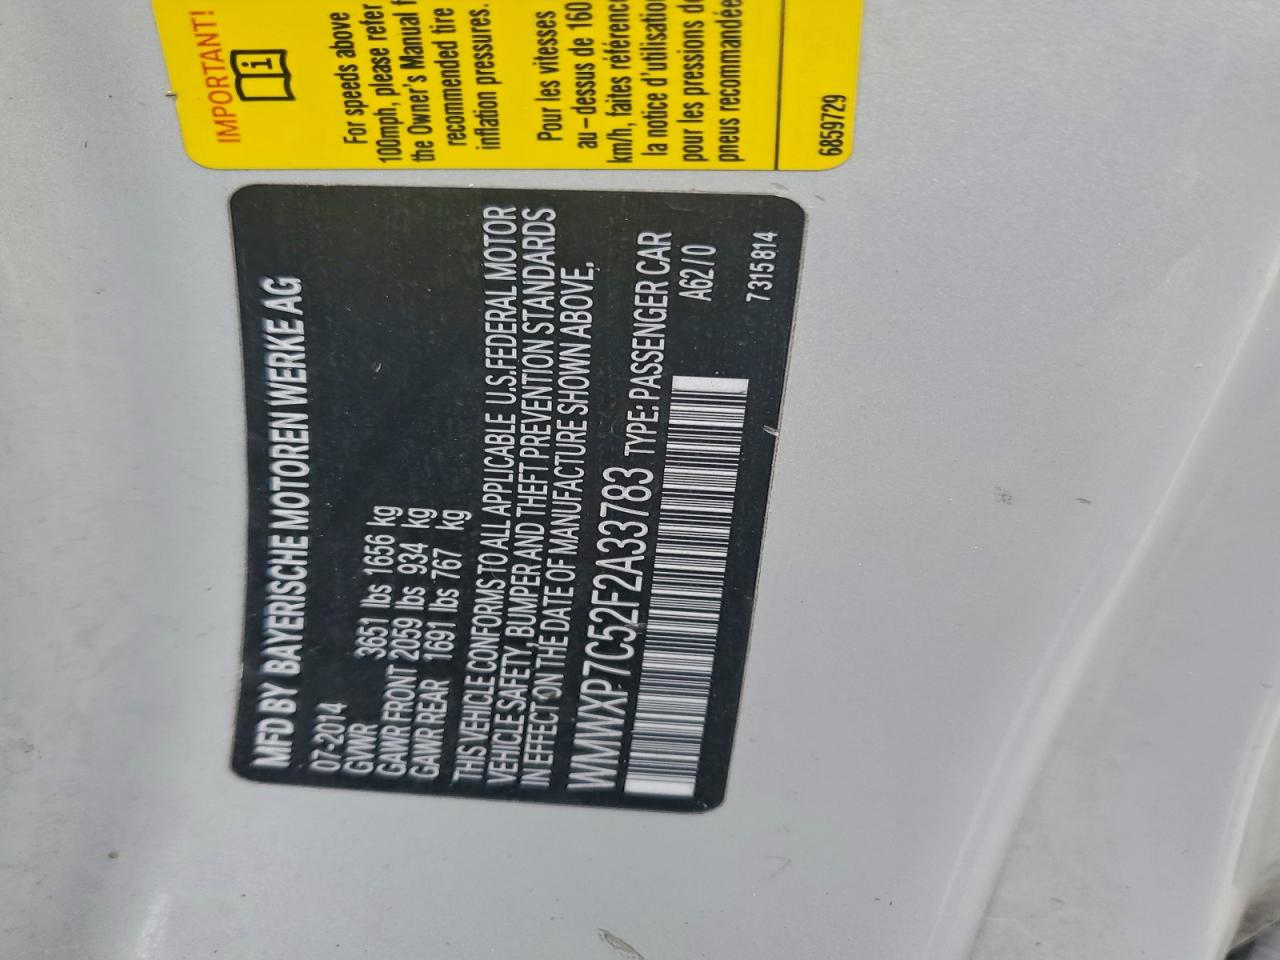 MFD BY BAYERISCHE MOTOREN WERKE AG
07-2014
GVWR 3651 lbs 1656 kg
GAWR FRONT 2059 lbs 934 kg
GAWR REAR 1691 lbs 767 kg
THIS VEHICLE CONFORMS TO ALL APPLICABLE U.S.FEDERAL MOTOR
VEHICLE SAFETY, BUMPER AND THEFT PREVENTION STANDARDS
IN EFFECT ON THE DATE OF MANUFACTURE SHOWN ABOVE.
WMWXP7C52F2A33783 TYPE: PASSENGER CAR
A62/0
7315814
IMPORTANT!
i
For speeds above
100mph, please refer
the Owner's Manual f
recommended tire
inflation pressures.
Pour les vitesses
au-dessus de 160
km/h, faites référenc
la notice d'utilisation
pour les pressions de
pneus recommandée
6859729